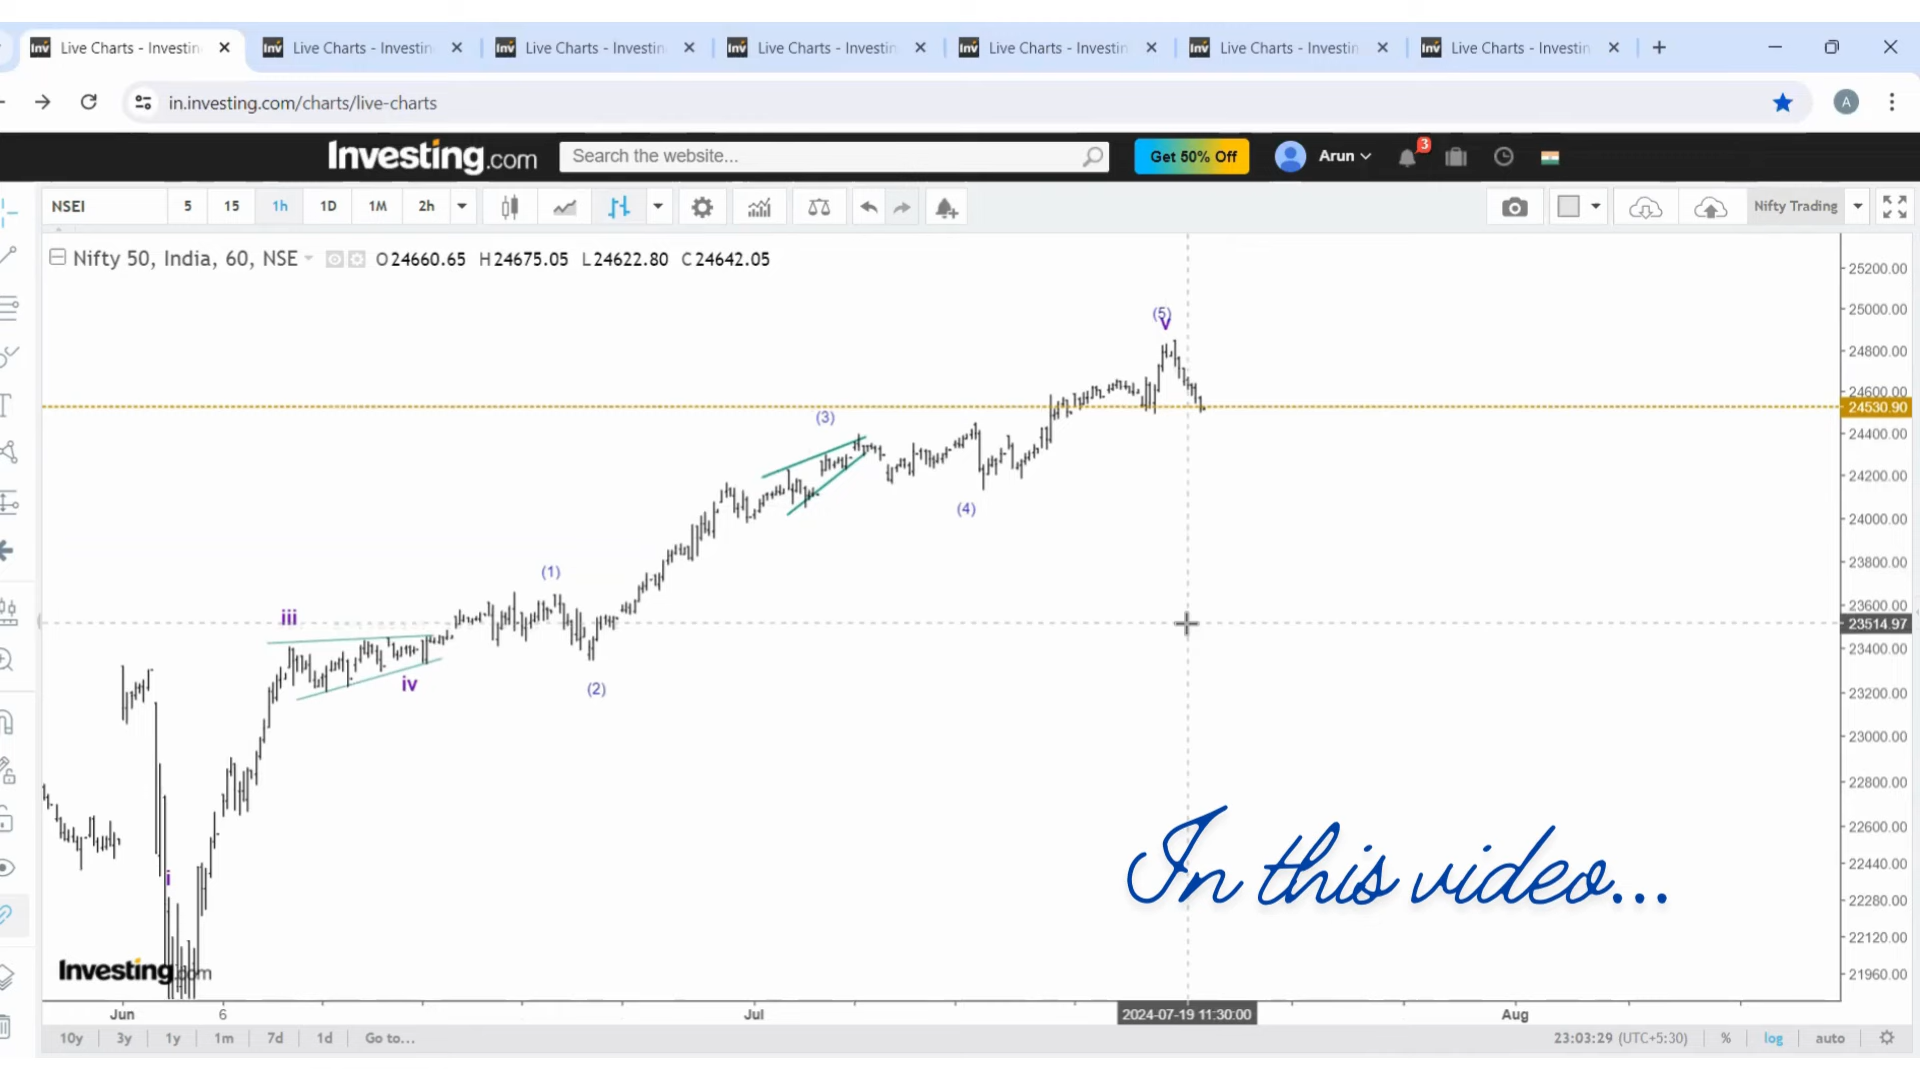 Live Charts - Investin
Live Charts - Investin
Live Charts - Investin
Live Charts - Investin
Live Charts - Investin
Live Charts - Investin
Live Charts - Investin
in.investing.com/charts/live-charts
A
Investing.com
Search the website...
Get 50% Off
Arun
3
NSEI
5
15
1h
1D
1M
2h
Nifty Trading
Nifty 50, India, 60, NSE
O24660.65 H24675.05 L24622.80 C24642.05
25200.00
25000.00
24800.00
24600.00
24530.90
24400.00
24200.00
24000.00
23800.00
23600.00
23514.97
23400.00
23200.00
23000.00
22800.00
22600.00
22440.00
22280.00
22120.00
21960.00
(5)
v
(3)
(4)
(1)
(2)
iii
iv
i
In this video...
Investing.com
Jun
6
Jul
2024-07-19 11:30:00
Aug
10y
3y
1y
1m
7d
1d
Go to...
23:03:29 (UTC+5:30)
%
log
auto